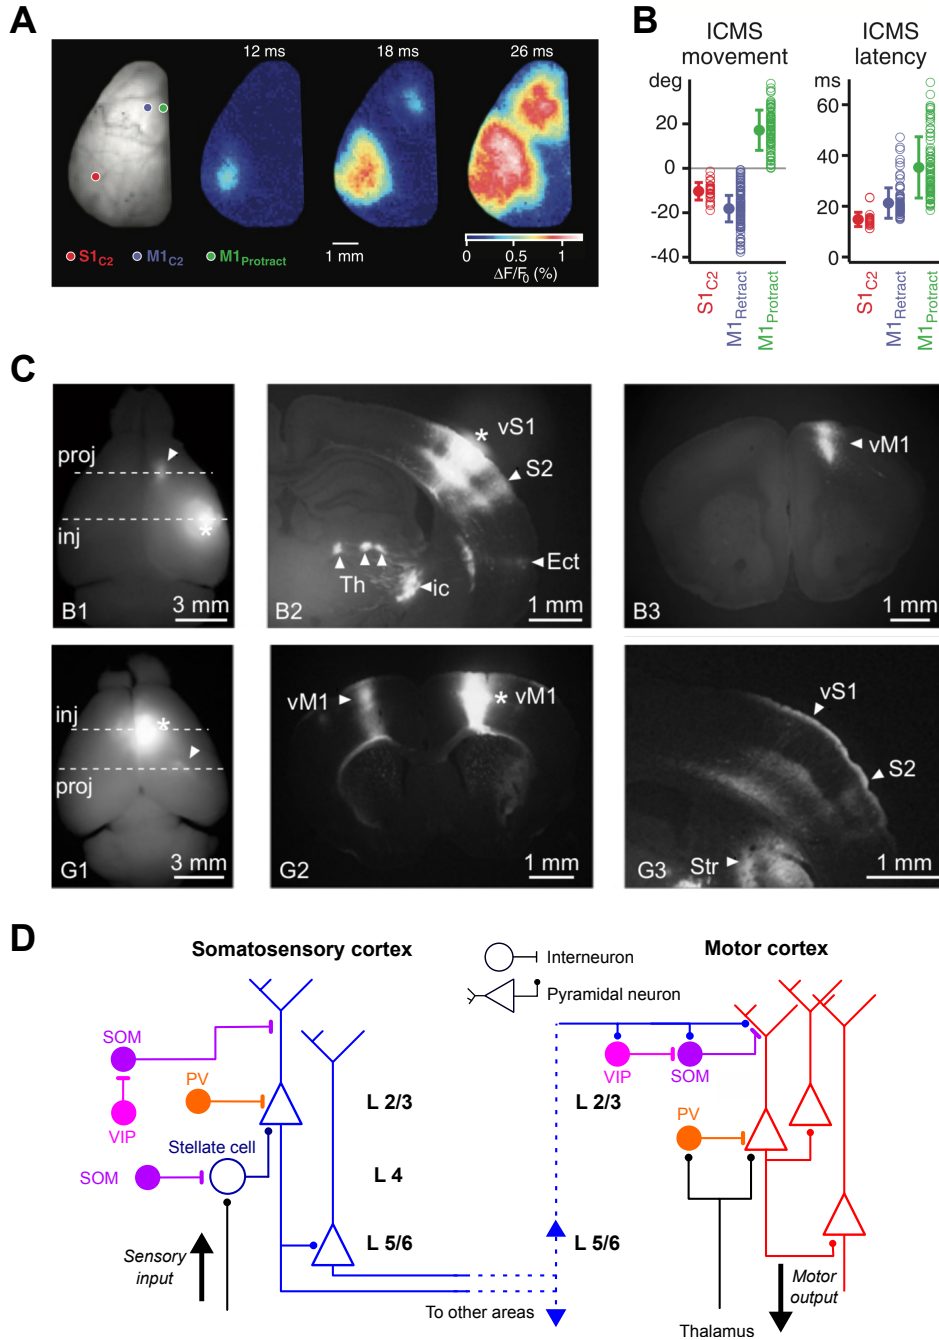 A
12 ms
18 ms
26 ms
S1C2
M1C2
M1Protract
1 mm
0
0.5
1
ΔF/F0 (%)
B
ICMS
movement
deg
20
0
-20
-40
S1C2
M1Retract
M1Protract
ICMS
latency
ms
60
40
20
0
S1C2
M1Retract
M1Protract
C
proj
inj
*
3 mm
B1
vS1
*
S2
Ect
Th
ic
1 mm
B2
vM1
1 mm
B3
inj
*
proj
3 mm
G1
vM1
* vM1
1 mm
G2
vS1
S2
Str
1 mm
G3
D
Somatosensory cortex
Interneuron
Pyramidal neuron
Motor cortex
SOM
VIP
PV
Stellate cell
SOM
Sensory
input
L 2/3
L 4
L 5/6
To other areas
VIP
SOM
L 2/3
PV
L 5/6
Motor
output
Thalamus